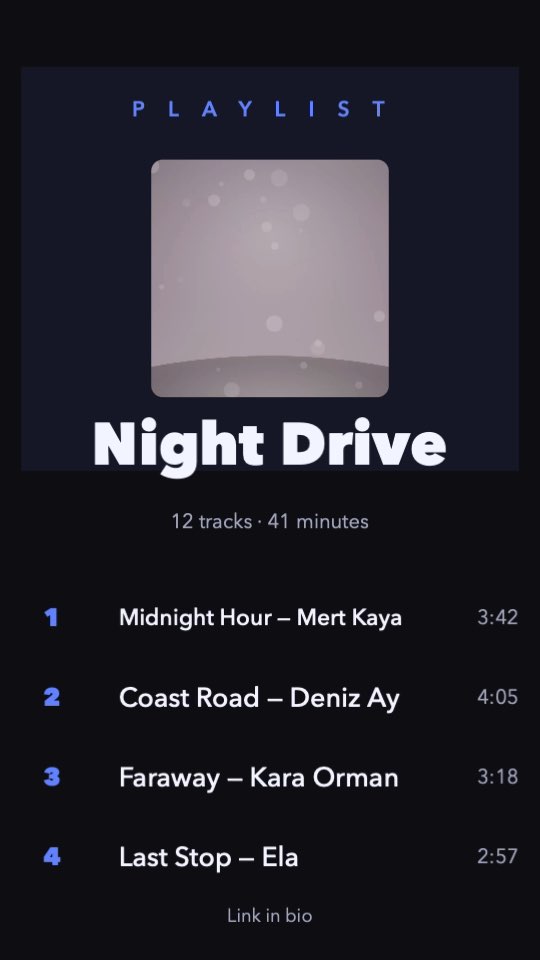 PLAYLIST
Night Drive
12 tracks · 41 minutes
1 Midnight Hour – Mert Kaya 3:42
2 Coast Road – Deniz Ay 4:05
3 Faraway – Kara Orman 3:18
4 Last Stop – Ela 2:57
Link in bio